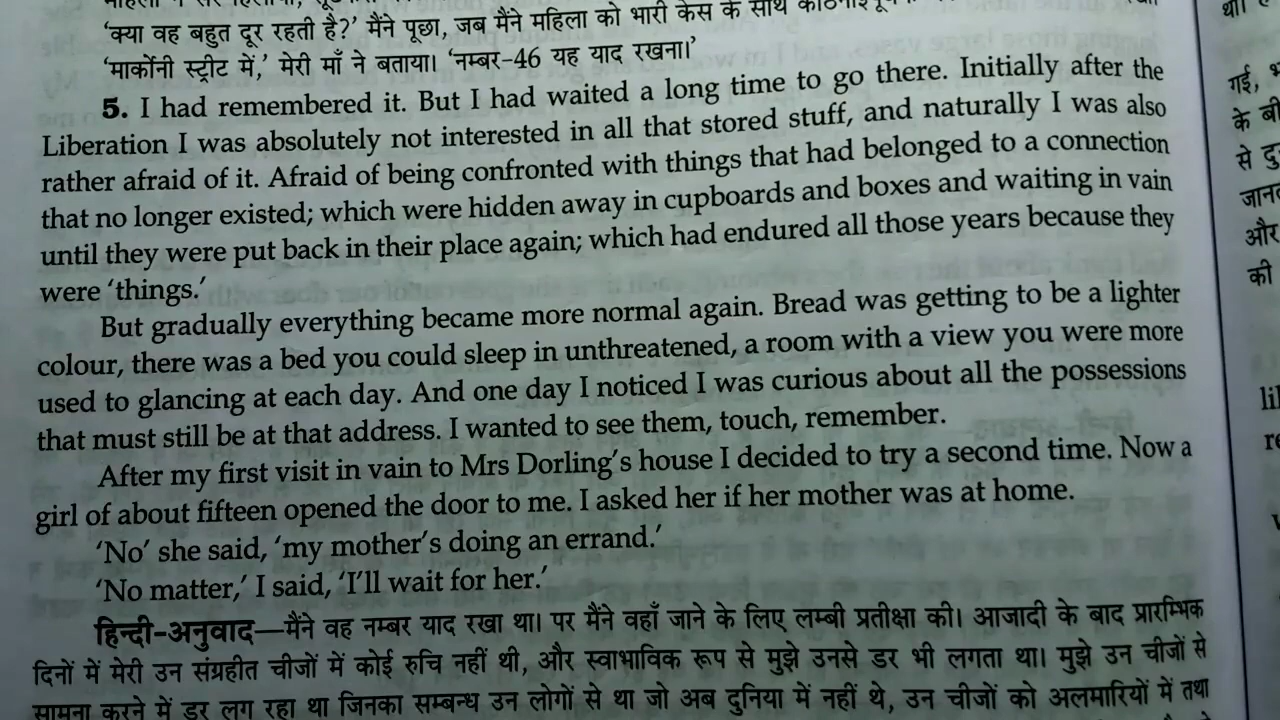 ‘क्या वह बहुत दूर रहती है?’ मैंने पूछा, जब मैंने महिला को भारी केस के साथ
‘मार्कोनी स्ट्रीट में,’ मेरी माँ ने बताया। ‘नम्बर-46 यह याद रखना।’
5. I had remembered it. But I had waited a long time to go there. Initially after the
Liberation I was absolutely not interested in all that stored stuff, and naturally I was also
rather afraid of it. Afraid of being confronted with things that had belonged to a connection
that no longer existed; which were hidden away in cupboards and boxes and waiting in vain
until they were put back in their place again; which had endured all those years because they
were ‘things.’
But gradually everything became more normal again. Bread was getting to be a lighter
colour, there was a bed you could sleep in unthreatened, a room with a view you were more
used to glancing at each day. And one day I noticed I was curious about all the possessions
that must still be at that address. I wanted to see them, touch, remember.
After my first visit in vain to Mrs Dorling’s house I decided to try a second time. Now a
girl of about fifteen opened the door to me. I asked her if her mother was at home.
‘No’ she said, ‘my mother’s doing an errand.’
‘No matter,’ I said, ‘I’ll wait for her.’
हिन्दी-अनुवाद—मैंने वह नम्बर याद रखा था। पर मैंने वहाँ जाने के लिए लम्बी प्रतीक्षा की। आजादी के बाद प्रारम्भिक
दिनों में मेरी उन संग्रहीत चीजों में कोई रुचि नहीं थी, और स्वाभाविक रूप से मुझे उनसे डर भी लगता था। मुझे उन चीजों से
सामना करने में डर लग रहा था जिनका सम्बन्ध उन लोगों से था जो अब दुनिया में नहीं थे, उन चीजों को अलमारियों में तथा
था।
गई,
के
से
और
की